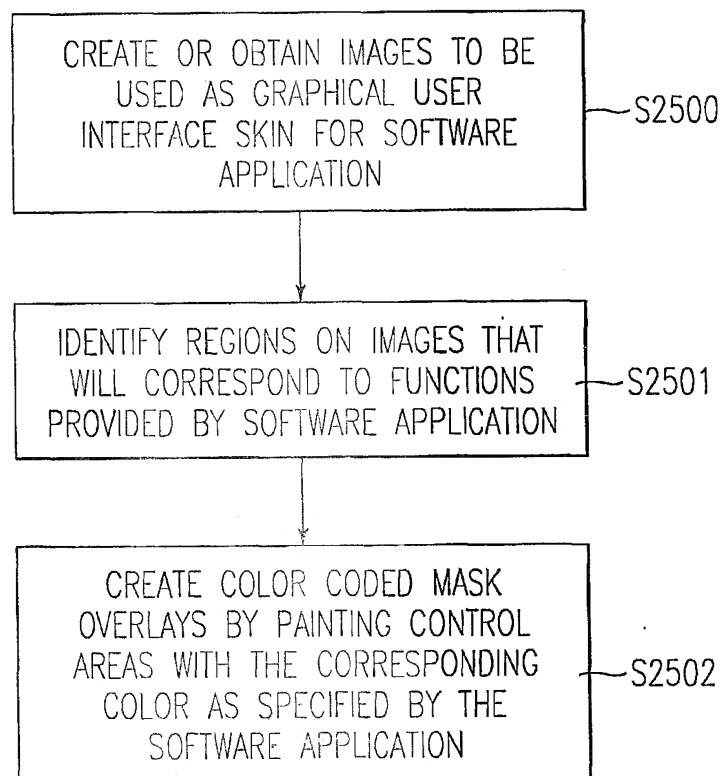 CREATE OR OBTAIN IMAGES TO BE
USED AS GRAPHICAL USER
INTERFACE SKIN FOR SOFTWARE
APPLICATION
S2500
IDENTIFY REGIONS ON IMAGES THAT
WILL CORRESPOND TO FUNCTIONS
PROVIDED BY SOFTWARE APPLICATION
S2501
CREATE COLOR CODED MASK
OVERLAYS BY PAINTING CONTROL
AREAS WITH THE CORRESPONDING
COLOR AS SPECIFIED BY THE
SOFTWARE APPLICATION
S2502